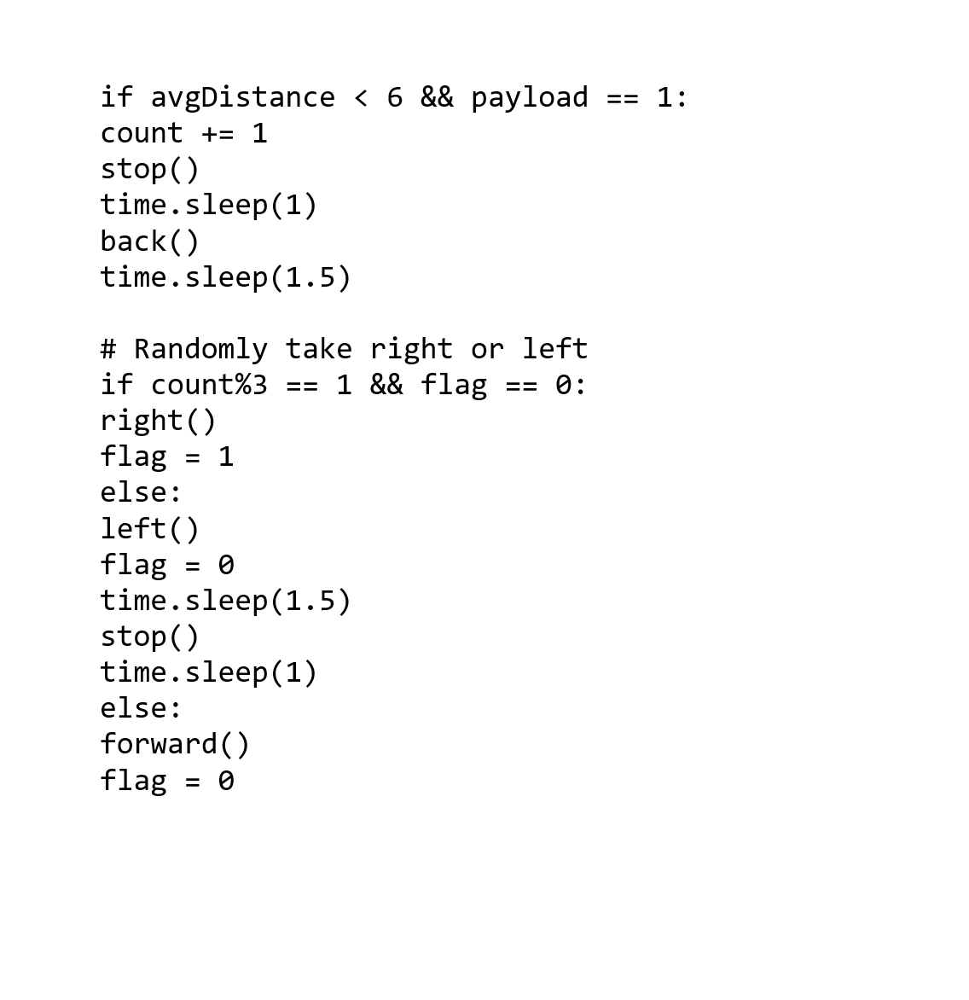 if avgDistance < 6 && payload == 1:
count += 1
stop()
time.sleep(1)
back()
time.sleep(1.5)

# Randomly take right or left
if count%3 == 1 && flag == 0:
right()
flag = 1
else:
left()
flag = 0
time.sleep(1.5)
stop()
time.sleep(1)
else:
forward()
flag = 0